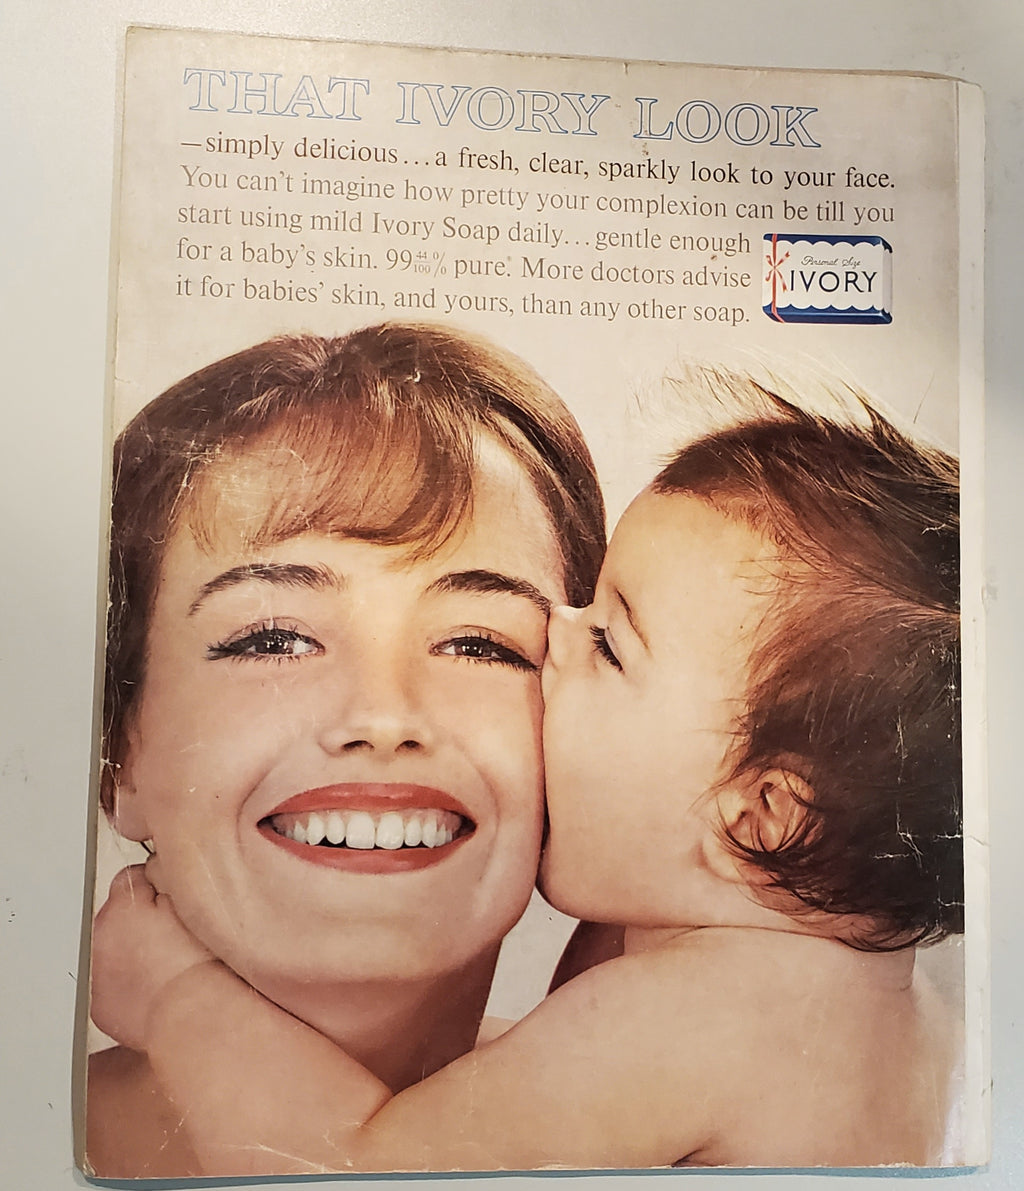 THAT IVORY LOOK
—simply delicious...a fresh, clear, sparkly look to your face.
You can't imagine how pretty your complexion can be till you
start using mild Ivory Soap daily...gentle enough
for a baby's skin. 99 44/100 % pure. More doctors advise
it for babies' skin, and yours, than any other soap.
Personal Size
IVORY